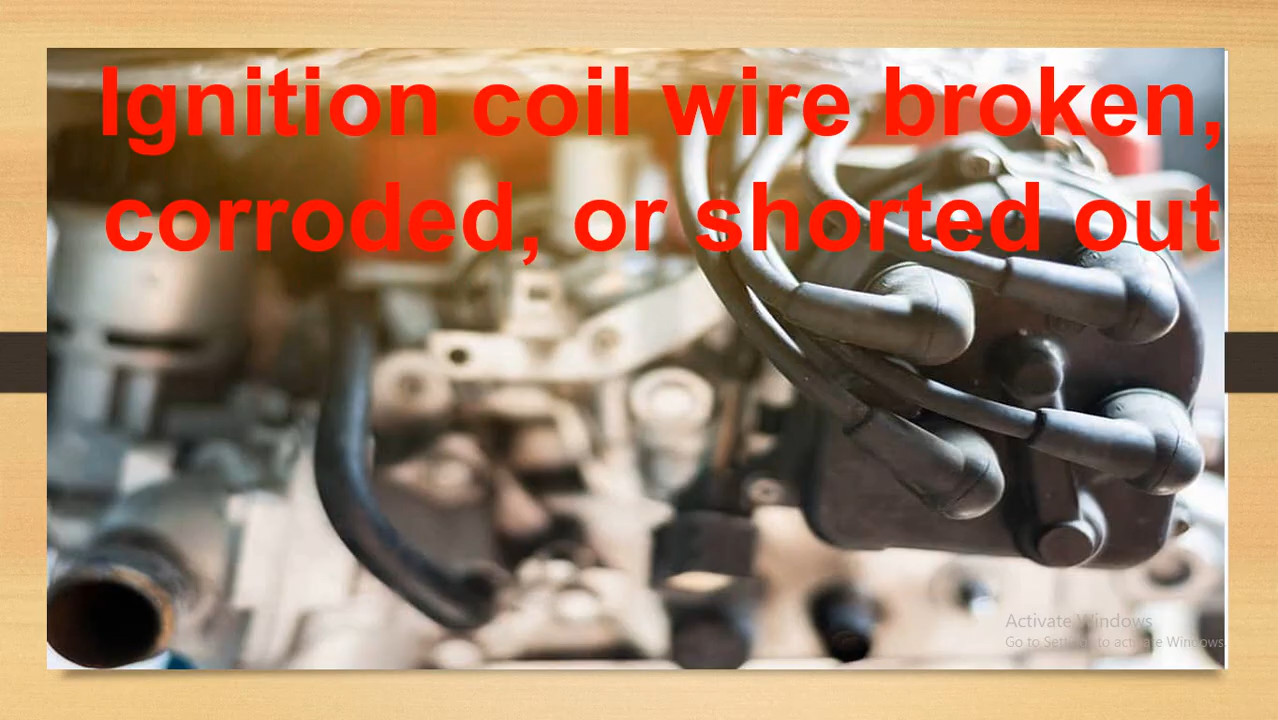 Ignition coil wire broken,
corroded, or shorted out
Activate Windows
Go to Settings to activate Windows